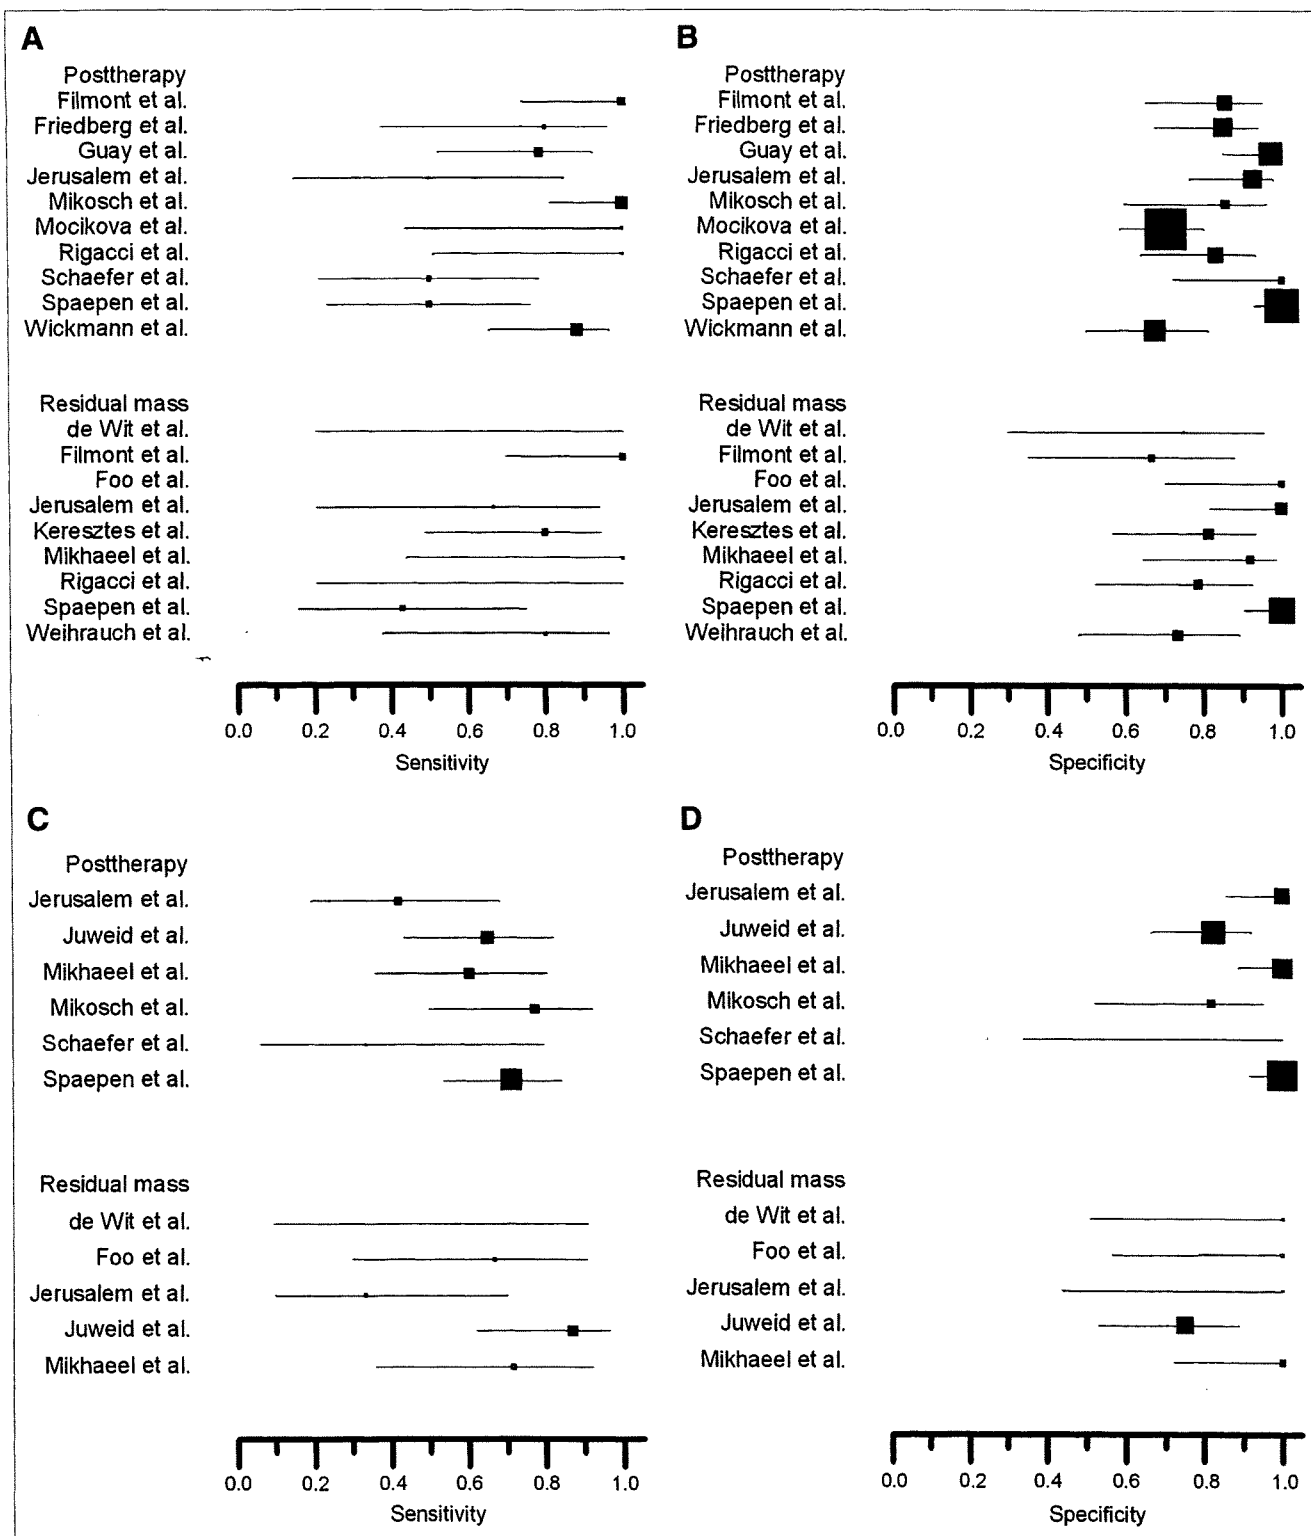 A
Posttherapy
Filmont et al.
Friedberg et al.
Guay et al.
Jerusalem et al.
Mikosch et al.
Mocikova et al.
Rigacci et al.
Schaefer et al.
Spaepen et al.
Wickmann et al.
Residual mass
de Wit et al.
Filmont et al.
Foo et al.
Jerusalem et al.
Keresztes et al.
Mikhaeel et al.
Rigacci et al.
Spaepen et al.
Weihrauch et al.
0.0 0.2 0.4 0.6 0.8 1.0
Sensitivity
B
Posttherapy
Filmont et al.
Friedberg et al.
Guay et al.
Jerusalem et al.
Mikosch et al.
Mocikova et al.
Rigacci et al.
Schaefer et al.
Spaepen et al.
Wickmann et al.
Residual mass
de Wit et al.
Filmont et al.
Foo et al.
Jerusalem et al.
Keresztes et al.
Mikhaeel et al.
Rigacci et al.
Spaepen et al.
Weihrauch et al.
0.0 0.2 0.4 0.6 0.8 1.0
Specificity
C
Posttherapy
Jerusalem et al.
Juweid et al.
Mikhaeel et al.
Mikosch et al.
Schaefer et al.
Spaepen et al.
Residual mass
de Wit et al.
Foo et al.
Jerusalem et al.
Juweid et al.
Mikhaeel et al.
0.0 0.2 0.4 0.6 0.8 1.0
Sensitivity
D
Posttherapy
Jerusalem et al.
Juweid et al.
Mikhaeel et al.
Mikosch et al.
Schaefer et al.
Spaepen et al.
Residual mass
de Wit et al.
Foo et al.
Jerusalem et al.
Juweid et al.
Mikhaeel et al.
0.0 0.2 0.4 0.6 0.8 1.0
Specificity